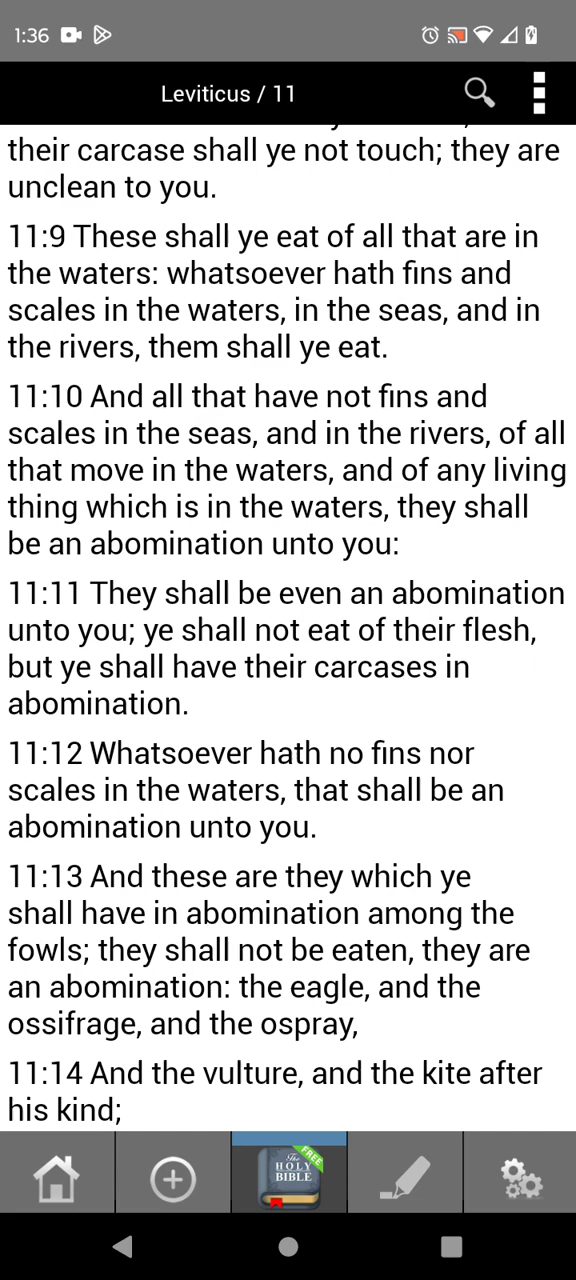 1:36
Leviticus / 11
their carcase shall ye not touch; they are
unclean to you.
11:9 These shall ye eat of all that are in
the waters: whatsoever hath fins and
scales in the waters, in the seas, and in
the rivers, them shall ye eat.
11:10 And all that have not fins and
scales in the seas, and in the rivers, of all
that move in the waters, and of any living
thing which is in the waters, they shall
be an abomination unto you:
11:11 They shall be even an abomination
unto you; ye shall not eat of their flesh,
but ye shall have their carcases in
abomination.
11:12 Whatsoever hath no fins nor
scales in the waters, that shall be an
abomination unto you.
11:13 And these are they which ye
shall have in abomination among the
fowls; they shall not be eaten, they are
an abomination: the eagle, and the
ossifrage, and the ospray,
11:14 And the vulture, and the kite after
his kind;
The
HOLY
BIBLE
FREE